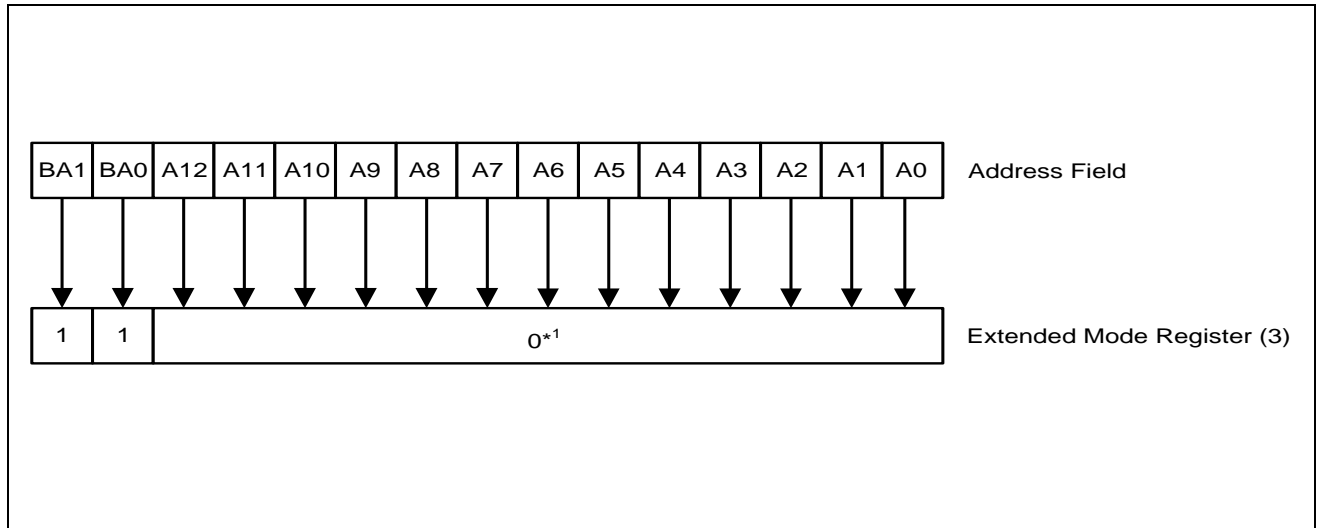 BA1 BA0 A12 A11 A10 A9 A8 A7 A6 A5 A4 A3 A2 A1 A0 Address Field
1 1 0*1 Extended Mode Register (3)